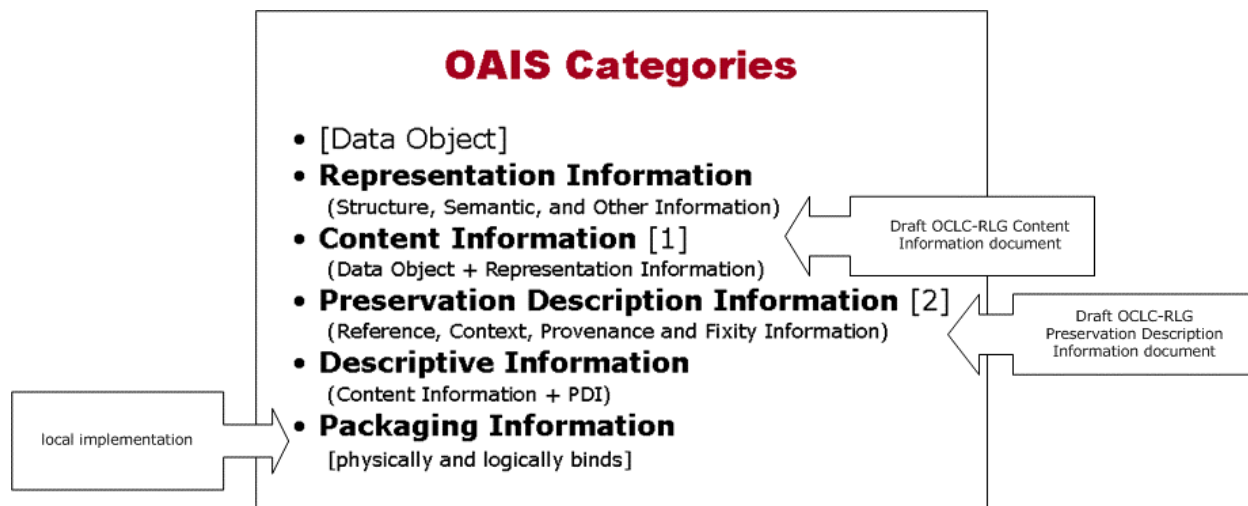 OAIS Categories
• [Data Object]
• Representation Information
(Structure, Semantic, and Other Information)
• Content Information [1]
(Data Object + Representation Information)
• Preservation Description Information [2]
(Reference, Context, Provenance and Fixity Information)
• Descriptive Information
(Content Information + PDI)
• Packaging Information
[physically and logically binds]
Draft OCLC-RLG Content
Information document
Draft OCLC-RLG
Preservation Description
Information document
local implementation